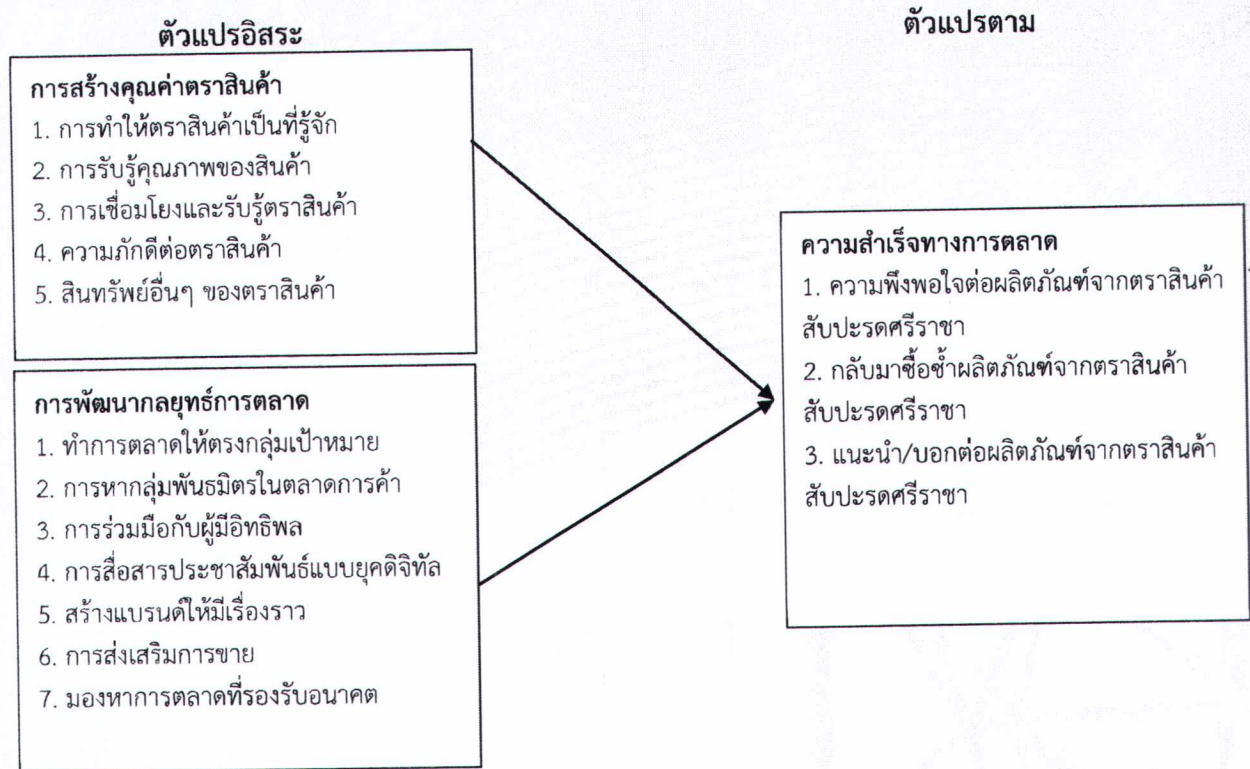 ตัวแปรอิสระ
ตัวแปรตาม
การสร้างคุณค่าตราสินค้า
1. การทำให้ตราสินค้าเป็นที่รู้จัก
2. การรับรู้คุณภาพของสินค้า
3. การเชื่อมโยงและรับรู้ตราสินค้า
4. ความภักดีต่อตราสินค้า
5. สินทรัพย์อื่นๆ ของตราสินค้า
การพัฒนากลยุทธ์การตลาด
1. ทำการตลาดให้ตรงกลุ่มเป้าหมาย
2. การหากลุ่มพันธมิตรในตลาดการค้า
3. การร่วมมือกับผู้มีอิทธิพล
4. การสื่อสารประชาสัมพันธ์แบบยุคดิจิทัล
5. สร้างแบรนด์ให้มีเรื่องราว
6. การส่งเสริมการขาย
7. มองหาการตลาดที่รองรับอนาคต
ความสำเร็จทางการตลาด
1. ความพึงพอใจต่อผลิตภัณฑ์จากตราสินค้า
สับปะรดศรีราชา
2. กลับมาซื้อซ้ำผลิตภัณฑ์จากตราสินค้า
สับปะรดศรีราชา
3. แนะนำ/บอกต่อผลิตภัณฑ์จากตราสินค้า
สับปะรดศรีราชา